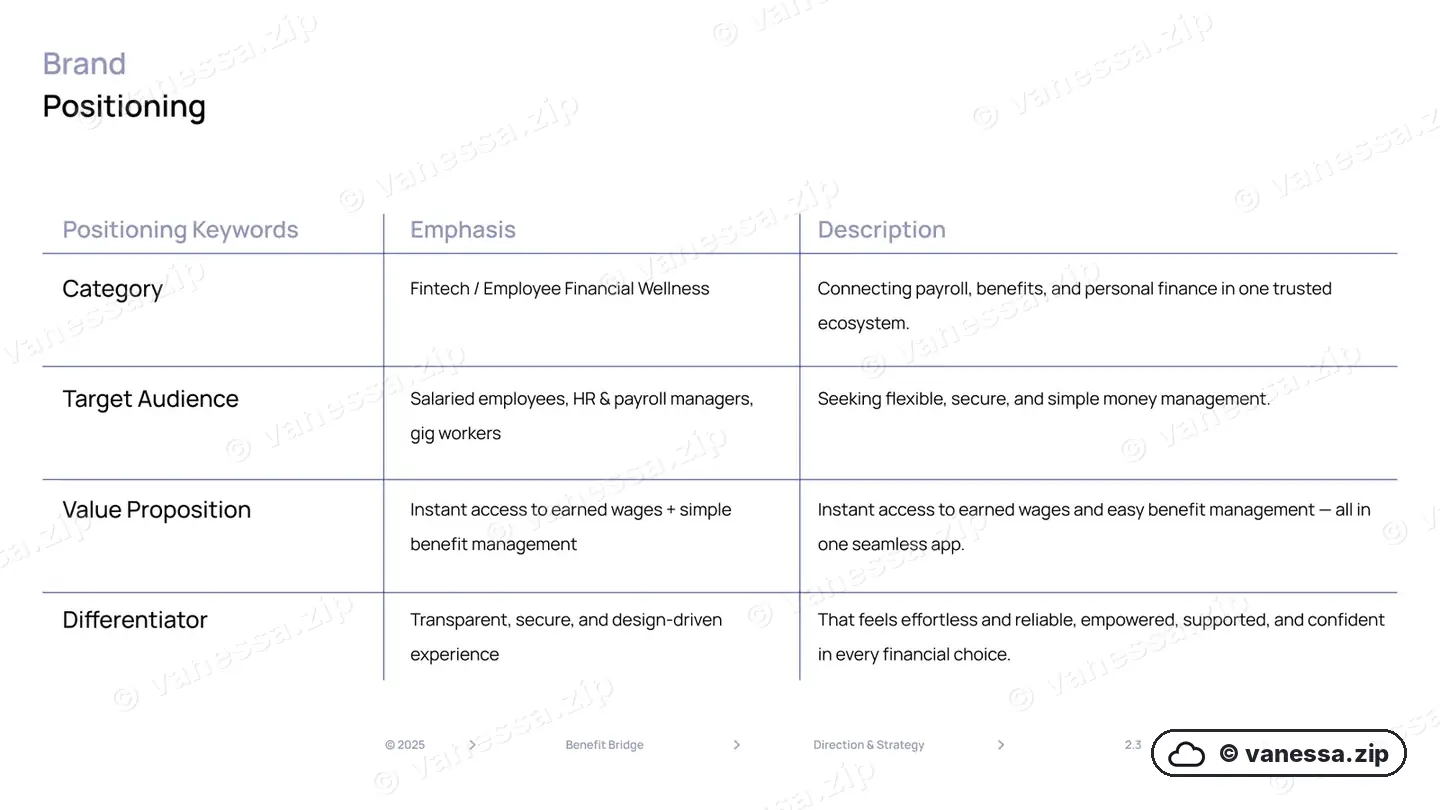 Brand
Positioning
Positioning Keywords
Emphasis
Description
Category
Fintech / Employee Financial Wellness
Connecting payroll, benefits, and personal finance in one trusted
ecosystem.
Target Audience
Salaried employees, HR & payroll managers,
gig workers
Seeking flexible, secure, and simple money management.
Value Proposition
Instant access to earned wages + simple
benefit management
Instant access to earned wages and easy benefit management — all in
one seamless app.
Differentiator
Transparent, secure, and design-driven
experience
That feels effortless and reliable, empowered, supported, and confident
in every financial choice.
© 2025
Benefit Bridge
Direction & Strategy
2.3
© vanessa.zip